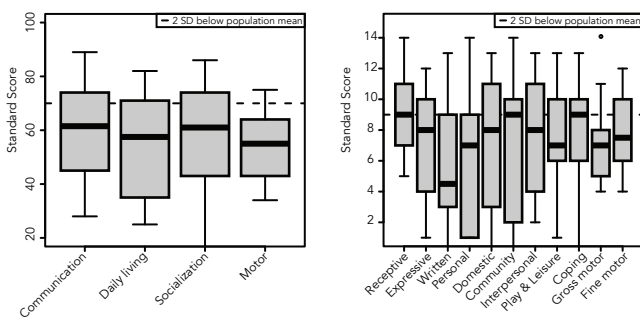 - 2 SD below population mean
Standard Score
100
80
60
40
20
Communication
Daily living
Socialization
Motor
- 2 SD below population mean
Standard Score
14
12
10
8
6
4
2
Receptive
Expressive
Written
Personal
Domestic
Community
Interpersonal
Play & Leisure
Coping
Gross motor
Fine motor